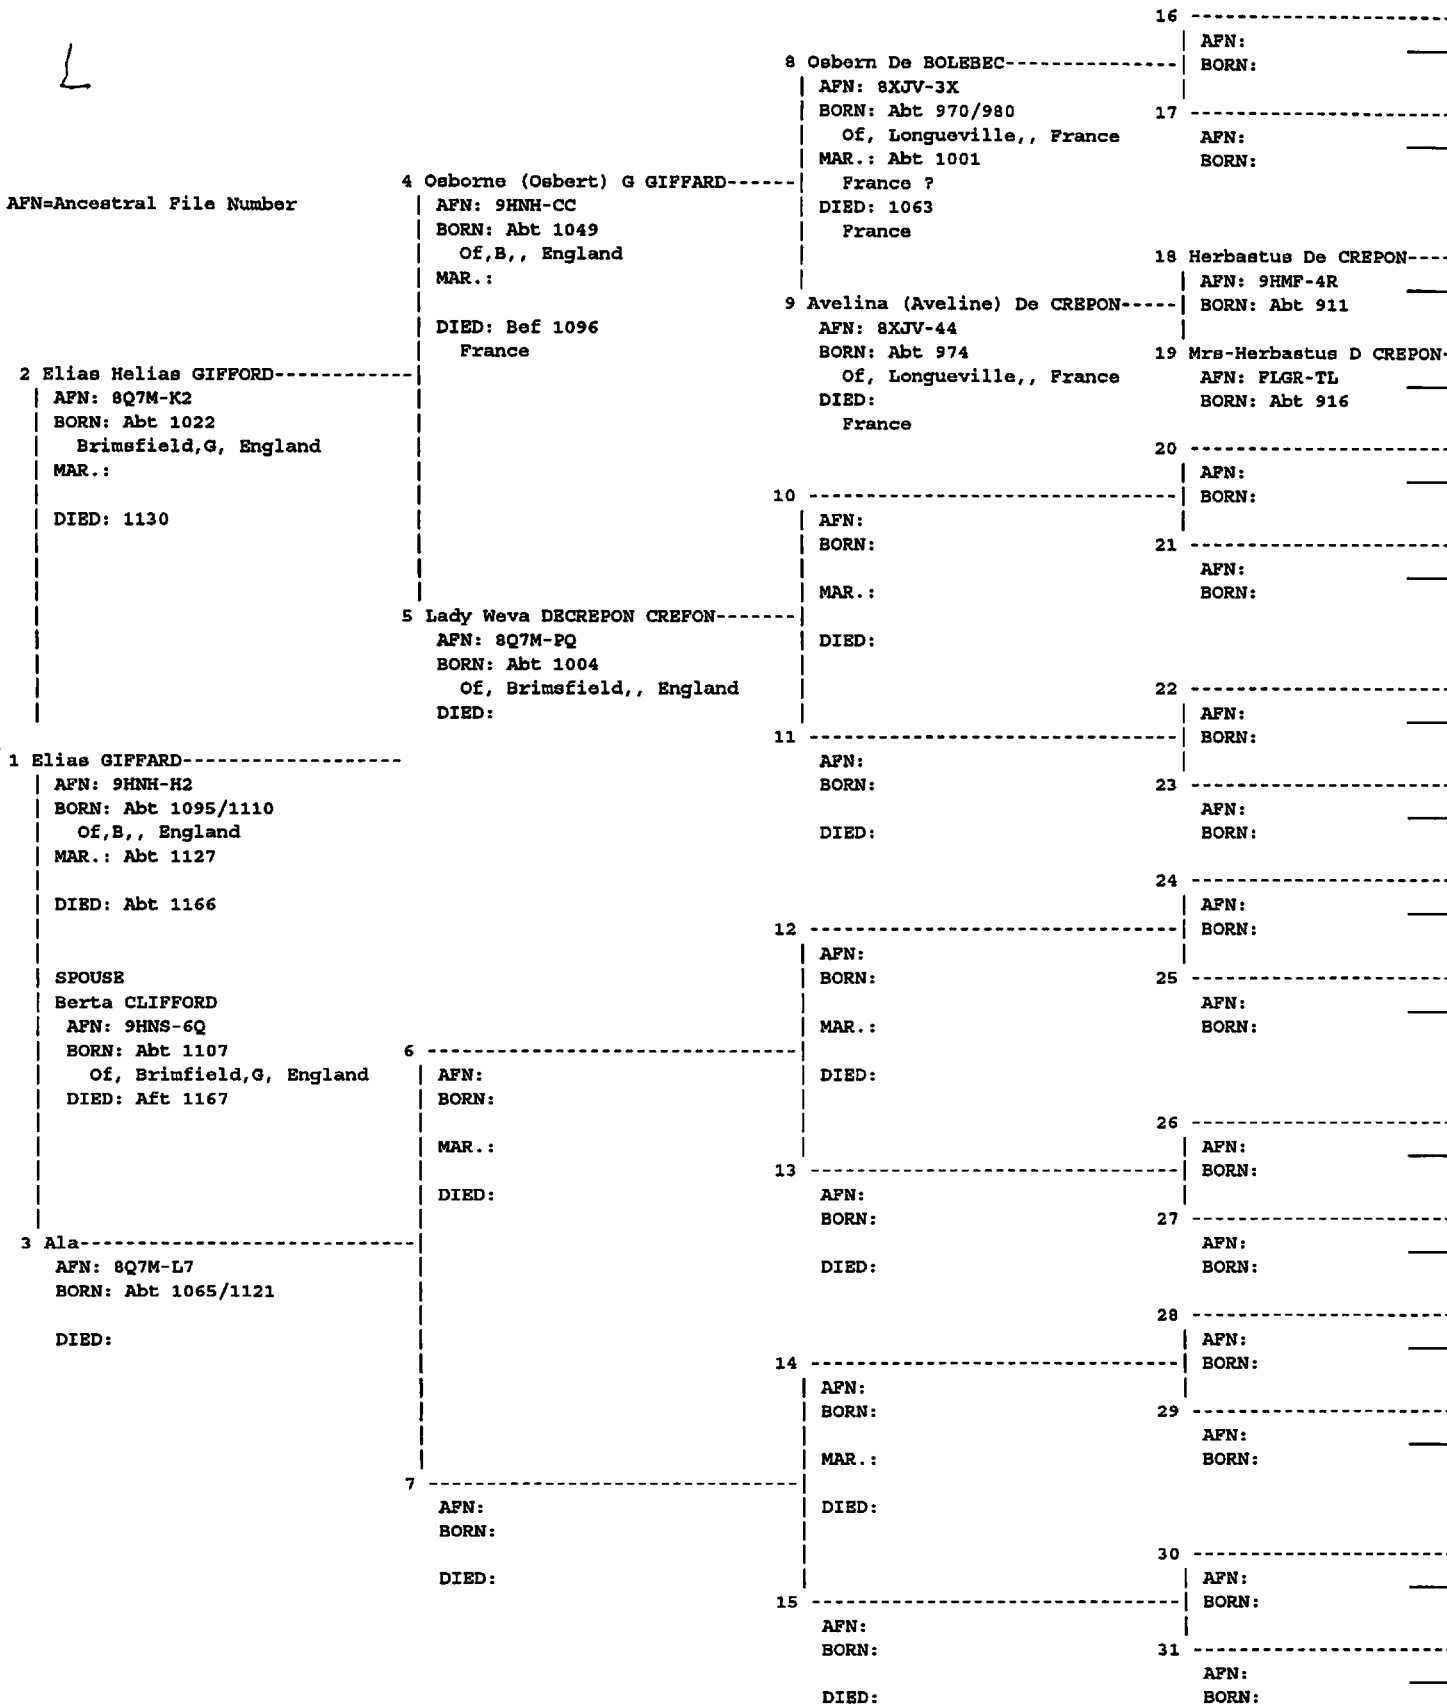 L
16 ----------------------
AFN:
8 Osbern De BOLEBEC--------------
BORN:
AFN: 8XJV-3X
BORN: Abt 970/980
17 ----------------------
Of, Longueville,, France
AFN:
MAR.: Abt 1001
BORN:
4 Osborne (Osbert) G GIFFARD------
France ?
AFN=Ancestral File Number
AFN: 9HNH-CC
DIED: 1063
BORN: Abt 1049
France
Of,B,, England
18 Herbastus De CREPON----
MAR.:
AFN: 9HMF-4R
9 Avelina (Aveline) De CREPON-----
BORN: Abt 911
DIED: Bef 1096
AFN: 8XJV-44
France
BORN: Abt 974
19 Mrs-Herbastus D CREPON-
2 Elias Helias GIFFORD------------
Of, Longueville,, France
AFN: FLGR-TL
AFN: 8Q7M-K2
DIED:
BORN: Abt 916
BORN: Abt 1022
France
Brimsfield,G, England
20 ----------------------
MAR.:
AFN:
10 -------------------------------
BORN:
DIED: 1130
AFN:
BORN:
21 ----------------------
AFN:
MAR.:
BORN:
5 Lady Weva DECREPON CREFON-------
AFN: 8Q7M-PQ
DIED:
BORN: Abt 1004
Of, Brimsfield,, England
22 ----------------------
DIED:
AFN:
11 -------------------------------
BORN:
1 Elias GIFFARD------------------
AFN:
AFN: 9HNH-H2
BORN:
23 ----------------------
BORN: Abt 1095/1110
AFN:
Of,B,, England
DIED:
BORN:
MAR.: Abt 1127
24 ----------------------
DIED: Abt 1166
AFN:
12 -------------------------------
BORN:
AFN:
SPOUSE
BORN:
25 ----------------------
Berta CLIFFORD
AFN:
AFN: 9HNS-6Q
MAR.:
BORN:
BORN: Abt 1107
6 -------------------------------
Of, Brimfield,G, England
AFN:
DIED:
DIED: Aft 1167
BORN:
26 ----------------------
MAR.:
AFN:
13 -------------------------------
BORN:
DIED:
AFN:
BORN:
27 ----------------------
3 Ala----------------------------
AFN:
AFN: 8Q7M-L7
DIED:
BORN:
BORN: Abt 1065/1121
28 ----------------------
DIED:
AFN:
14 -------------------------------
BORN:
AFN:
BORN:
29 ----------------------
AFN:
MAR.:
BORN:
7 -------------------------------
AFN:
DIED:
BORN:
30 ----------------------
DIED:
AFN:
15 -------------------------------
BORN:
AFN:
BORN:
31 ----------------------
AFN:
DIED:
BORN: